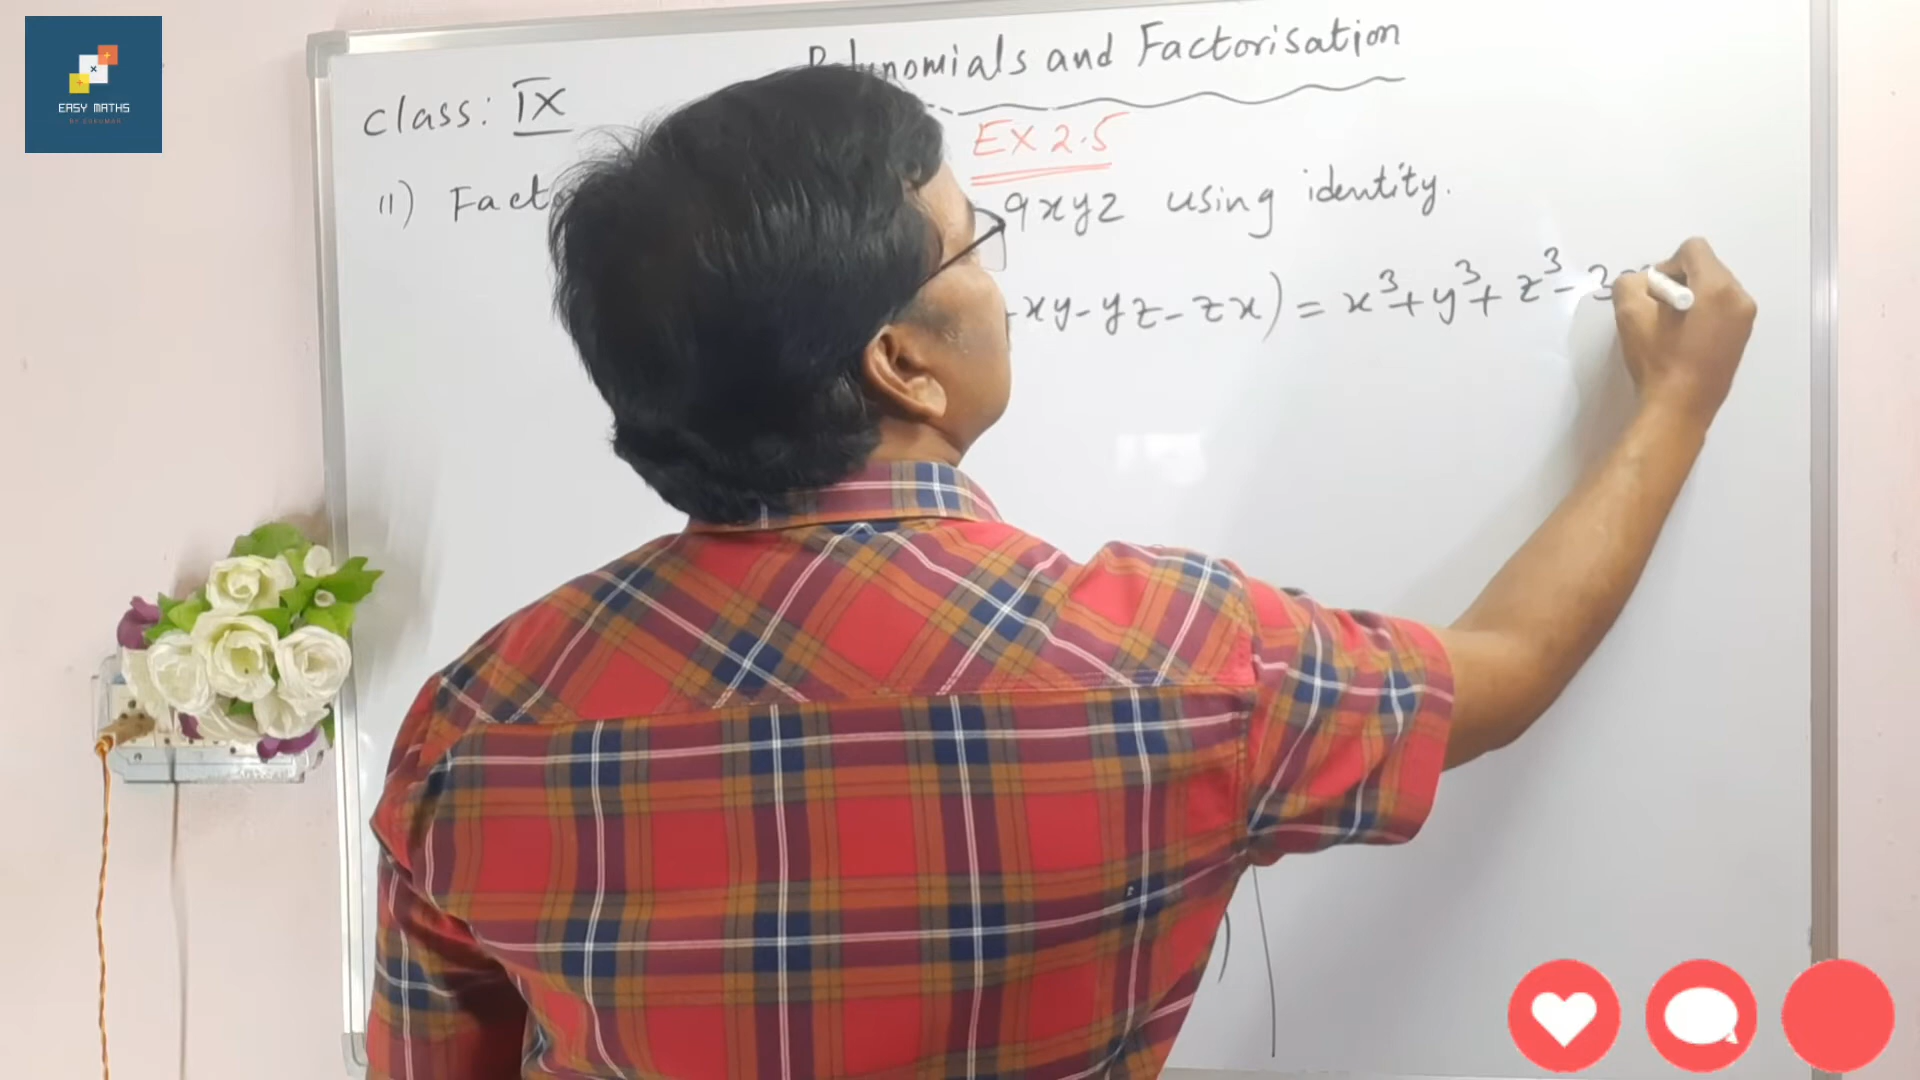 EASY MATHS
Polynomials and Factorisation
class: IX
EX 2.5
11) 9xyz using identity.
xy-yz-zx) = x³+y³+z³-3